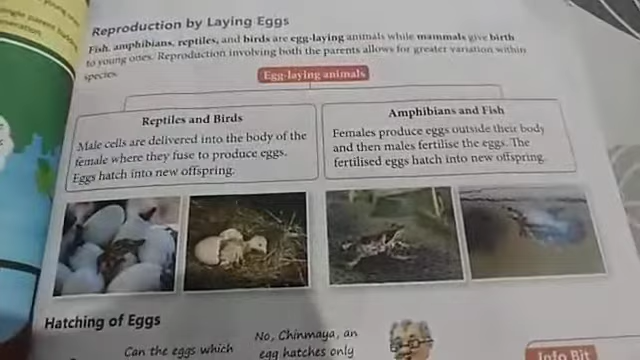 Reproduction by Laying Eggs
Fish, amphibians, reptiles, and birds are egg-laying animals while mammals give birth
to young ones. Reproduction involving both the parents allows for greater variation within
species.
Egg-laying animals
Reptiles and Birds
Male cells are delivered into the body of the
female where they fuse to produce eggs.
Eggs hatch into new offspring.
Amphibians and Fish
Females produce eggs outside their body
and then males fertilise the eggs. The
fertilised eggs hatch into new offspring.
Hatching of Eggs
Can the eggs which
No, Chinmaya, an
egg hatches only
Info Bit